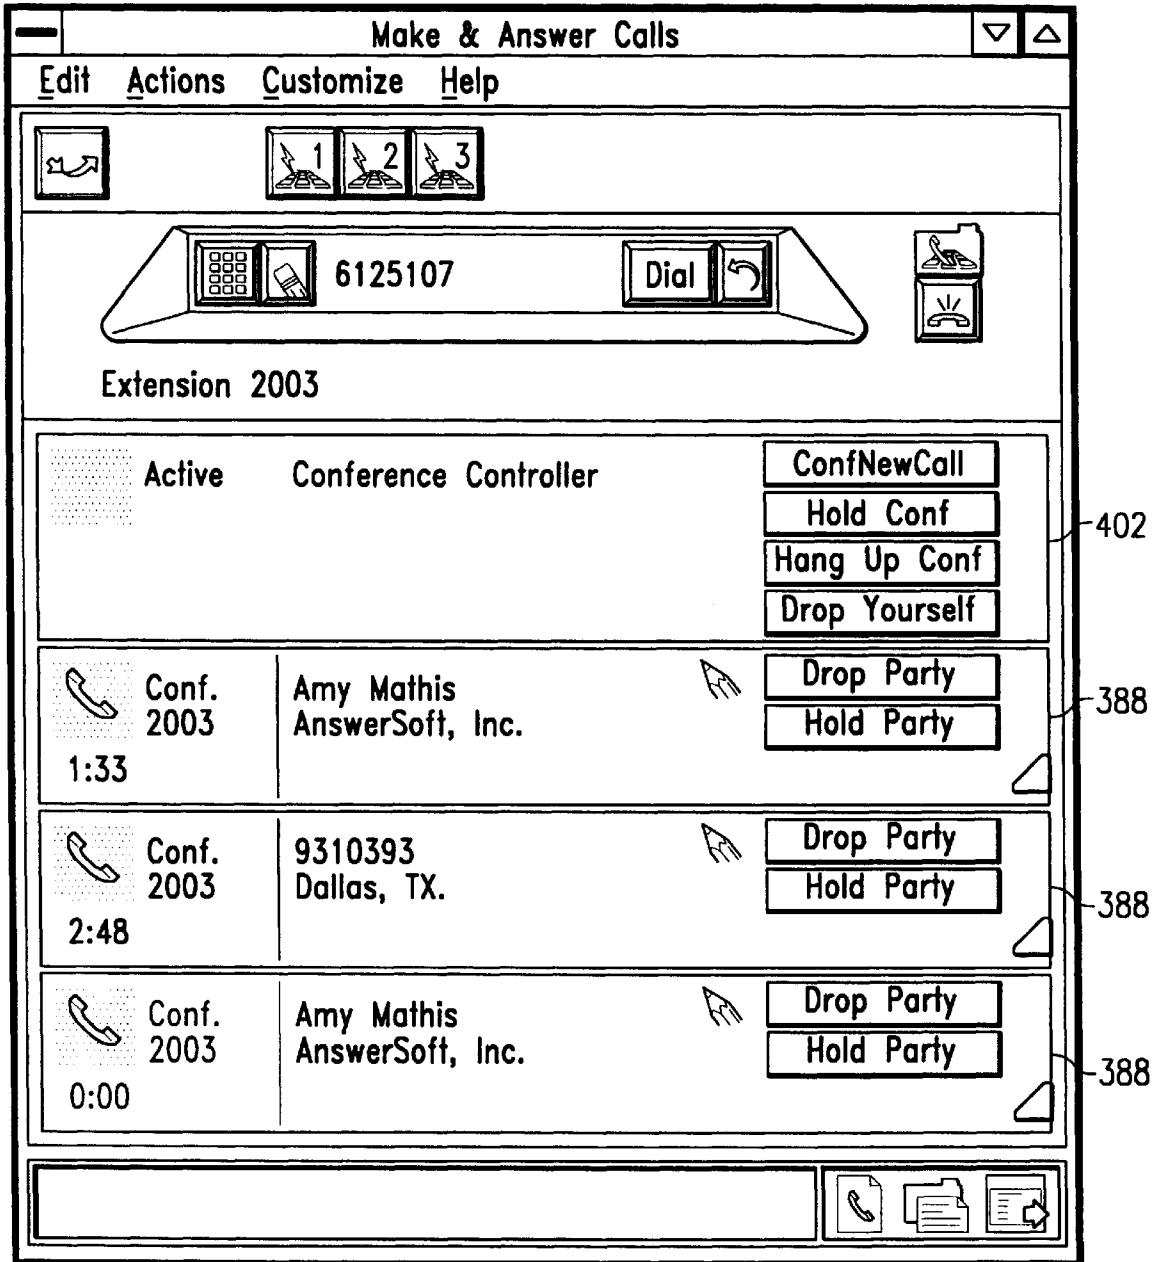 Make & Answer Calls
Edit Actions Customize Help
1 2 3
6125107 Dial
Extension 2003
Active Conference Controller
ConfNewCall
Hold Conf
402
Hang Up Conf
Drop Yourself
Conf. Amy Mathis Drop Party
388
2003 AnswerSoft, Inc. Hold Party
1:33
Conf. 9310393 Drop Party
2003 Dallas, TX. Hold Party
388
2:48
Conf. Amy Mathis Drop Party
2003 AnswerSoft, Inc. Hold Party
388
0:00